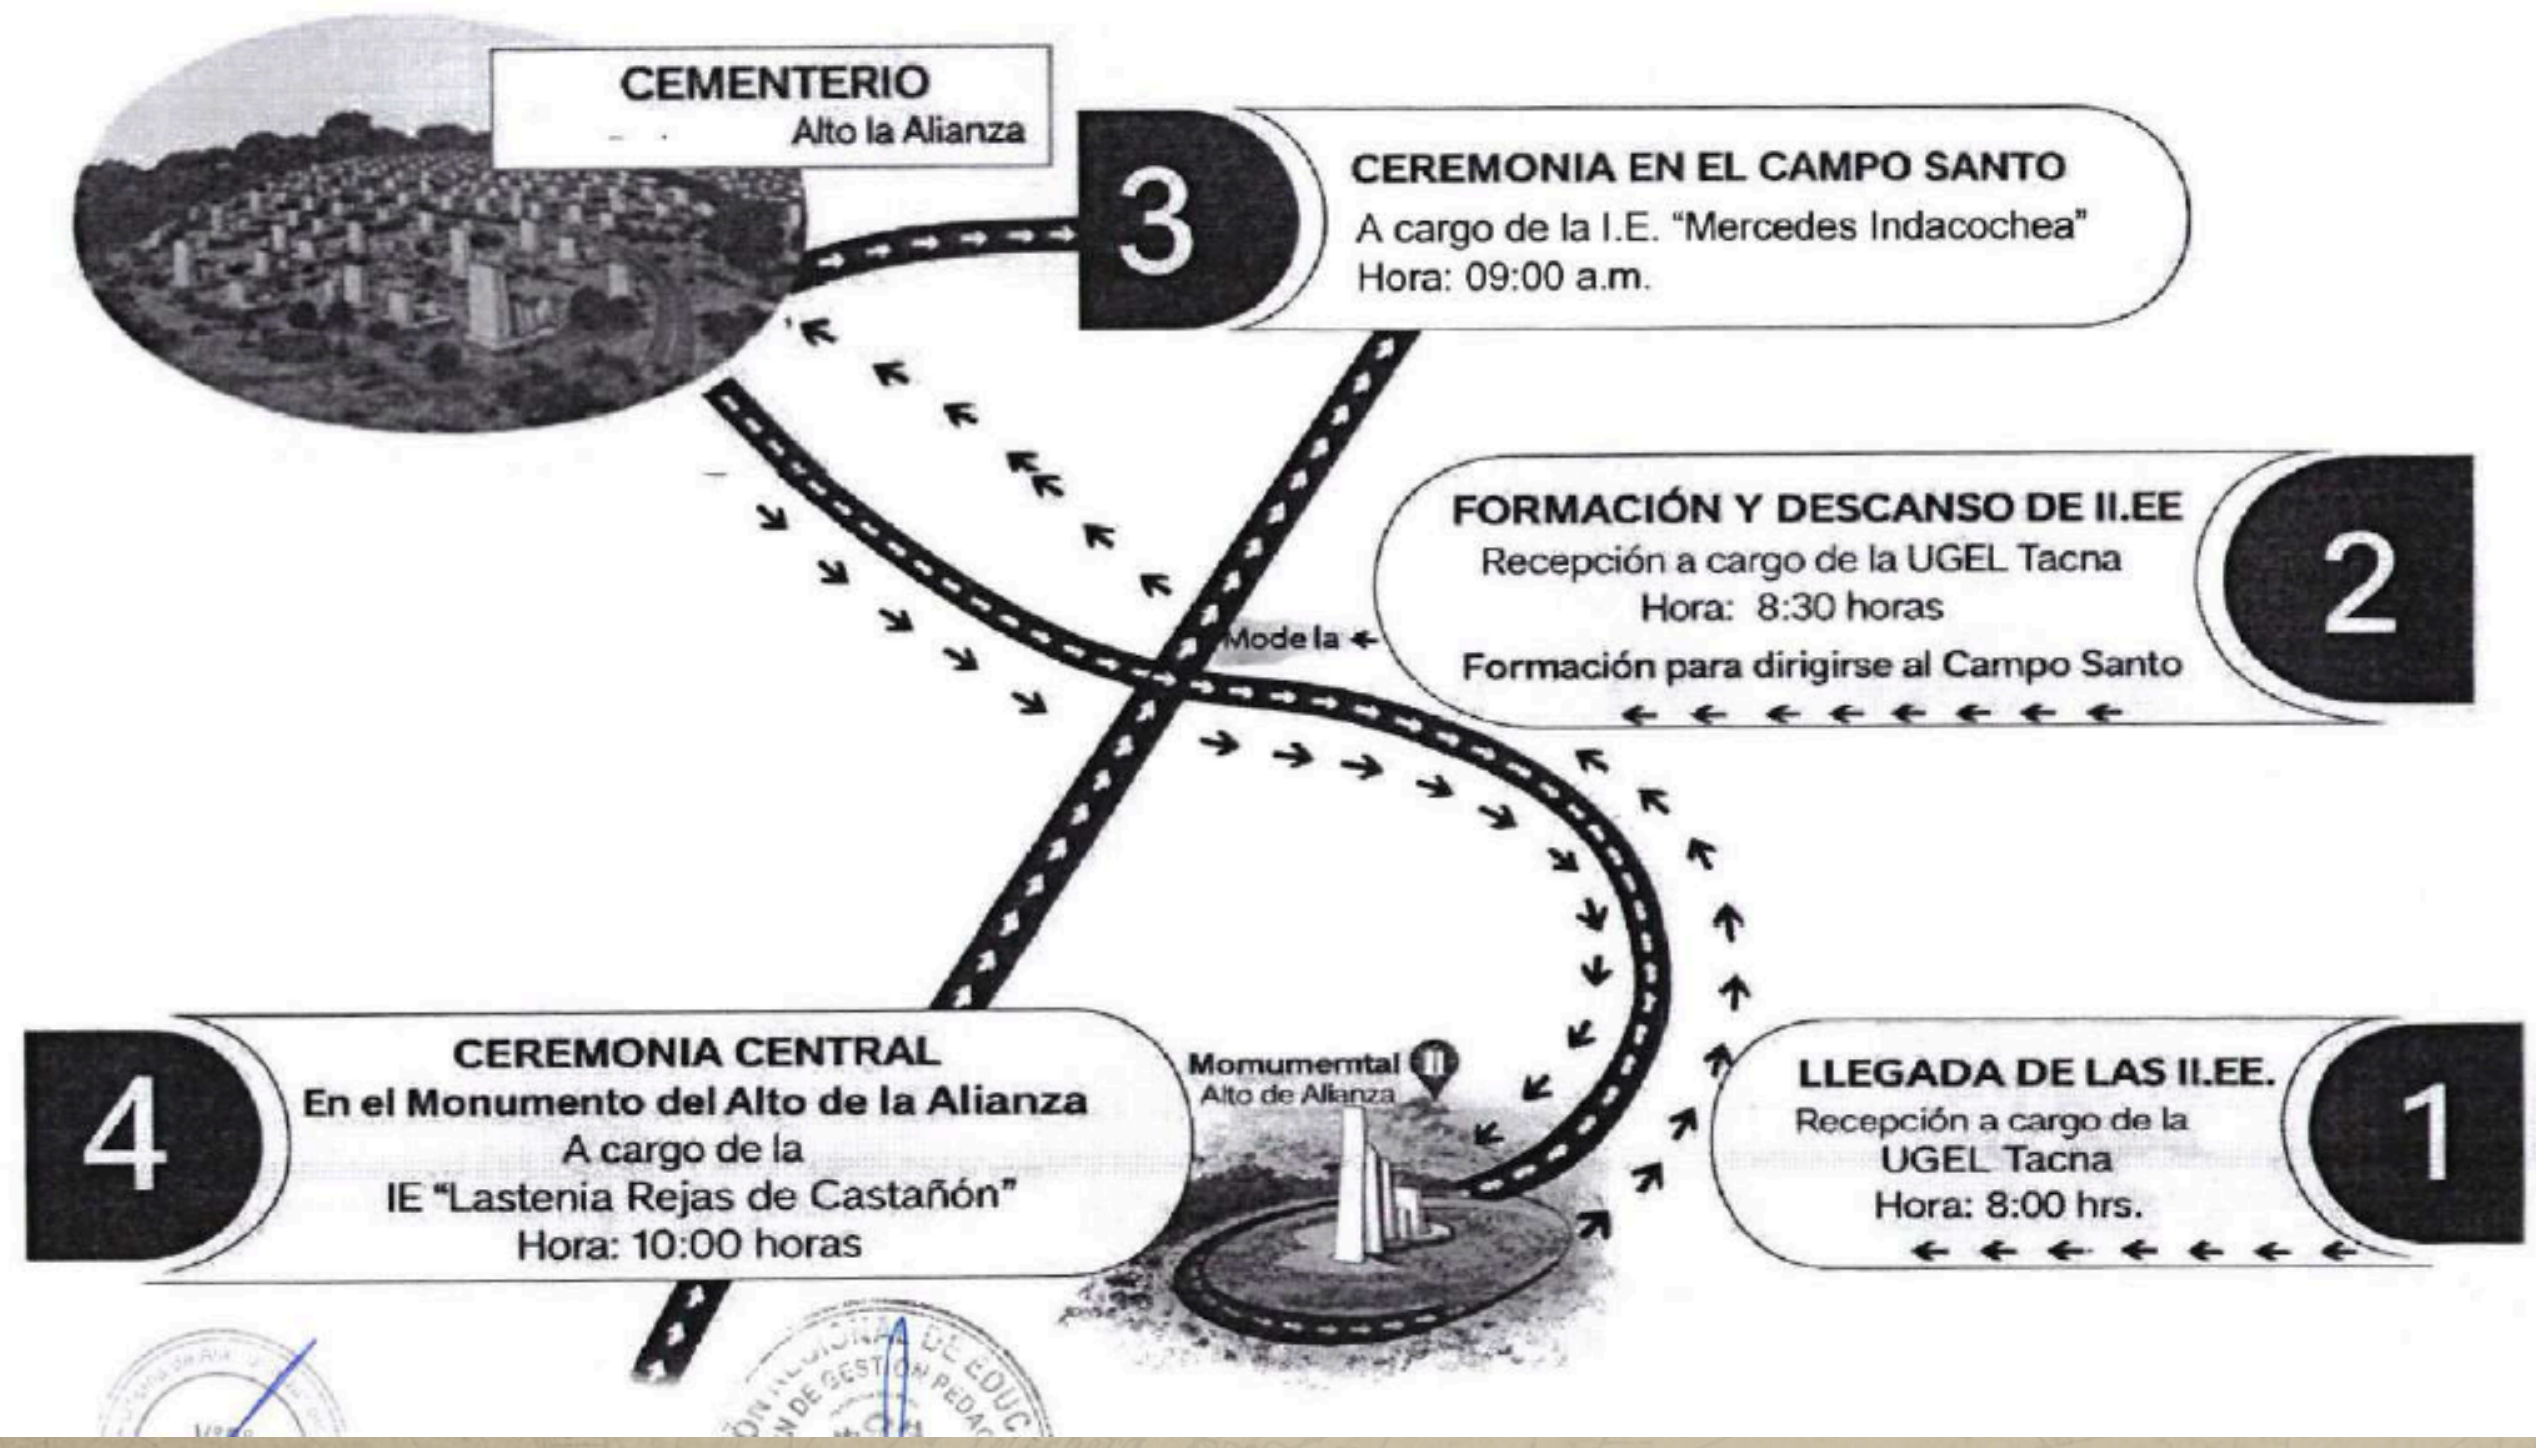 CEMENTERIO
Alto la Alianza
3
CEREMONIA EN EL CAMPO SANTO
A cargo de la I.E. “Mercedes Indacochea”
Hora: 09:00 a.m.
FORMACIÓN Y DESCANSO DE II.EE
Recepción a cargo de la UGEL Tacna
Hora: 8:30 horas
Formación para dirigirse al Campo Santo
2
Mode la
4
CEREMONIA CENTRAL
En el Monumento del Alto de la Alianza
A cargo de la
IE “Lastenia Rejas de Castañón”
Hora: 10:00 horas
Momumemtal
Alto de Alianza
LLEGADA DE LAS II.EE.
Recepción a cargo de la
UGEL Tacna
Hora: 8:00 hrs.
1
DE
DE GESTIÓN